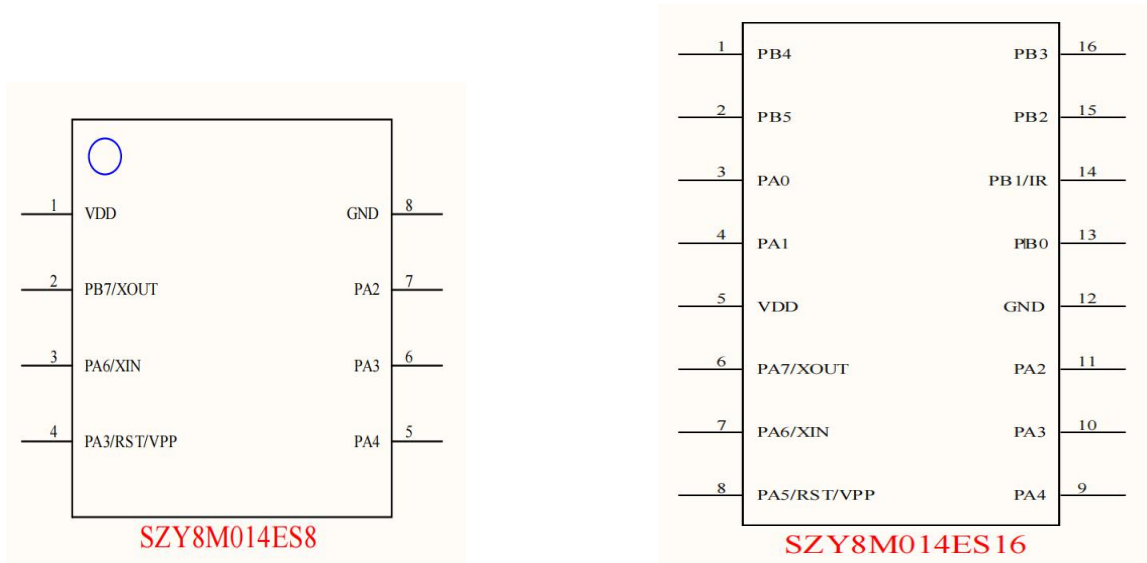 1 VDD GND 8
2 PB7/XOUT PA2 7
3 PA6/XIN PA3 6
4 PA3/RST/VPP PA4 5
SZY8M014ES8
1 PB4 PB3 16
2 PB5 PB2 15
3 PA0 PB1/IR 14
4 PA1 PB0 13
5 VDD GND 12
6 PA7/XOUT PA2 11
7 PA6/XIN PA3 10
8 PA5/RST/VPP PA4 9
SZY8M014ES16